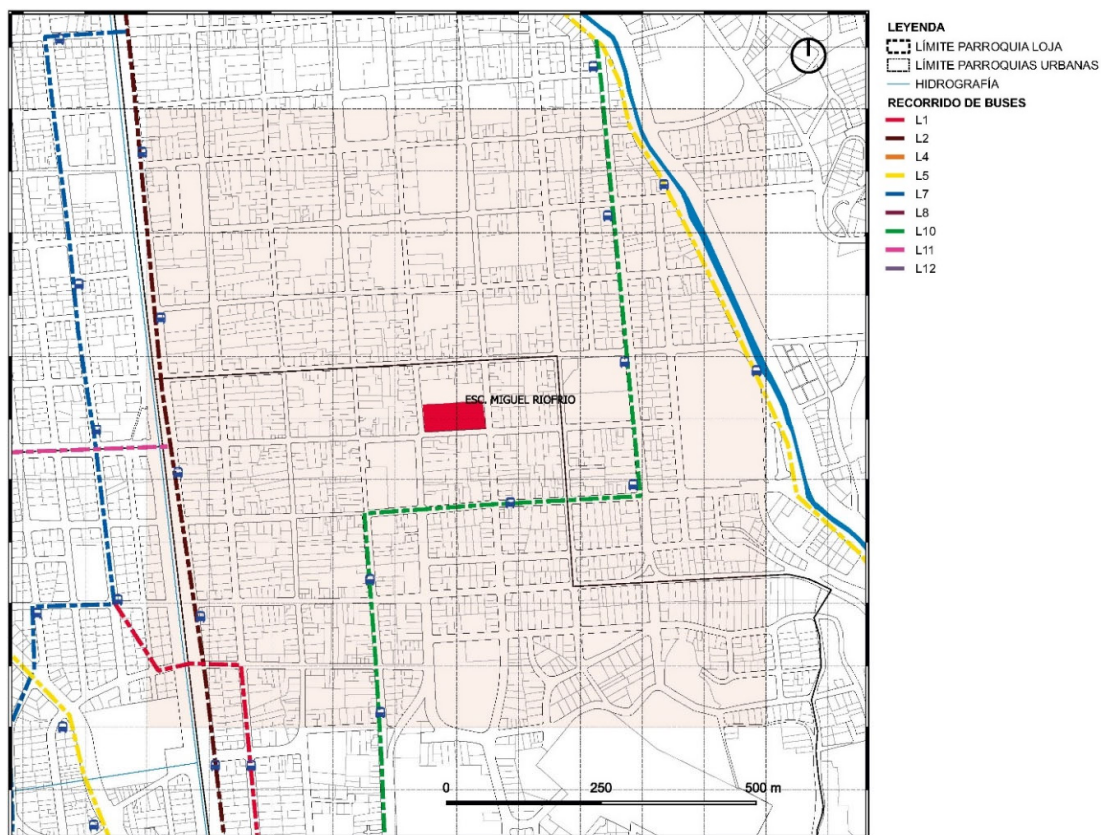 LEYENDA
LÍMITE PARROQUIA LOJA
LÍMITE PARROQUIAS URBANAS
HIDROGRAFÍA
RECORRIDO DE BUSES
L1
L2
L4
L5
L7
L8
L10
L11
L12
ESC. MIGUEL RIOFRIO
0 250 500 m